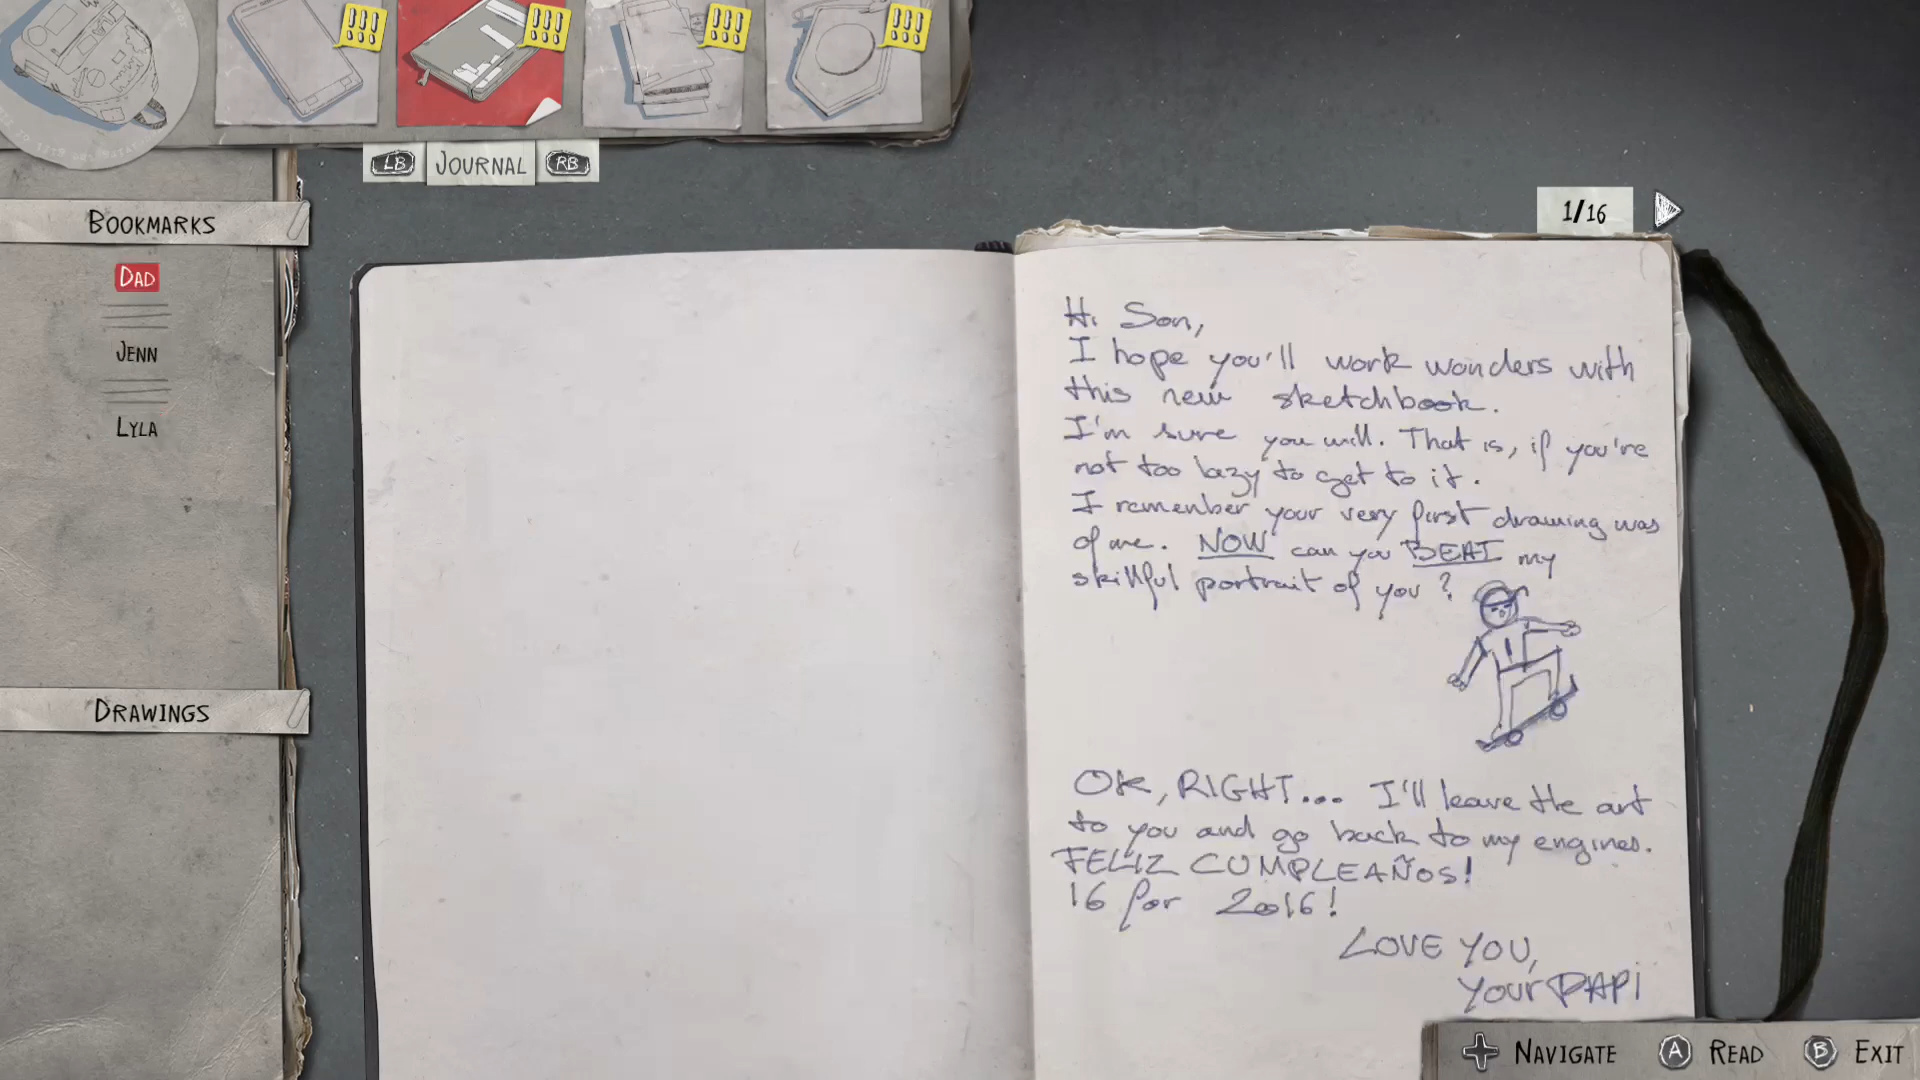 !!!
!!!
!!!
!!!
LB JOURNAL RB
BOOKMARKS
DAD
JENN
LYLA
DRAWINGS
1/16
Hi Son,
I hope you'll work wonders with
this new sketchbook.
I'm sure you will. That is, if you're
not too lazy to get to it.
I remenber your very first drawing was
of me. NOW can you BEAT my
skillful portrait of you?
OK, RIGHT... I'll leave the art
to you and go back to my engines.
FELIZ CUMPLEAÑOS!
16 for 2016!
LOVE YOU,
Your PAPI
NAVIGATE A READ B EXIT